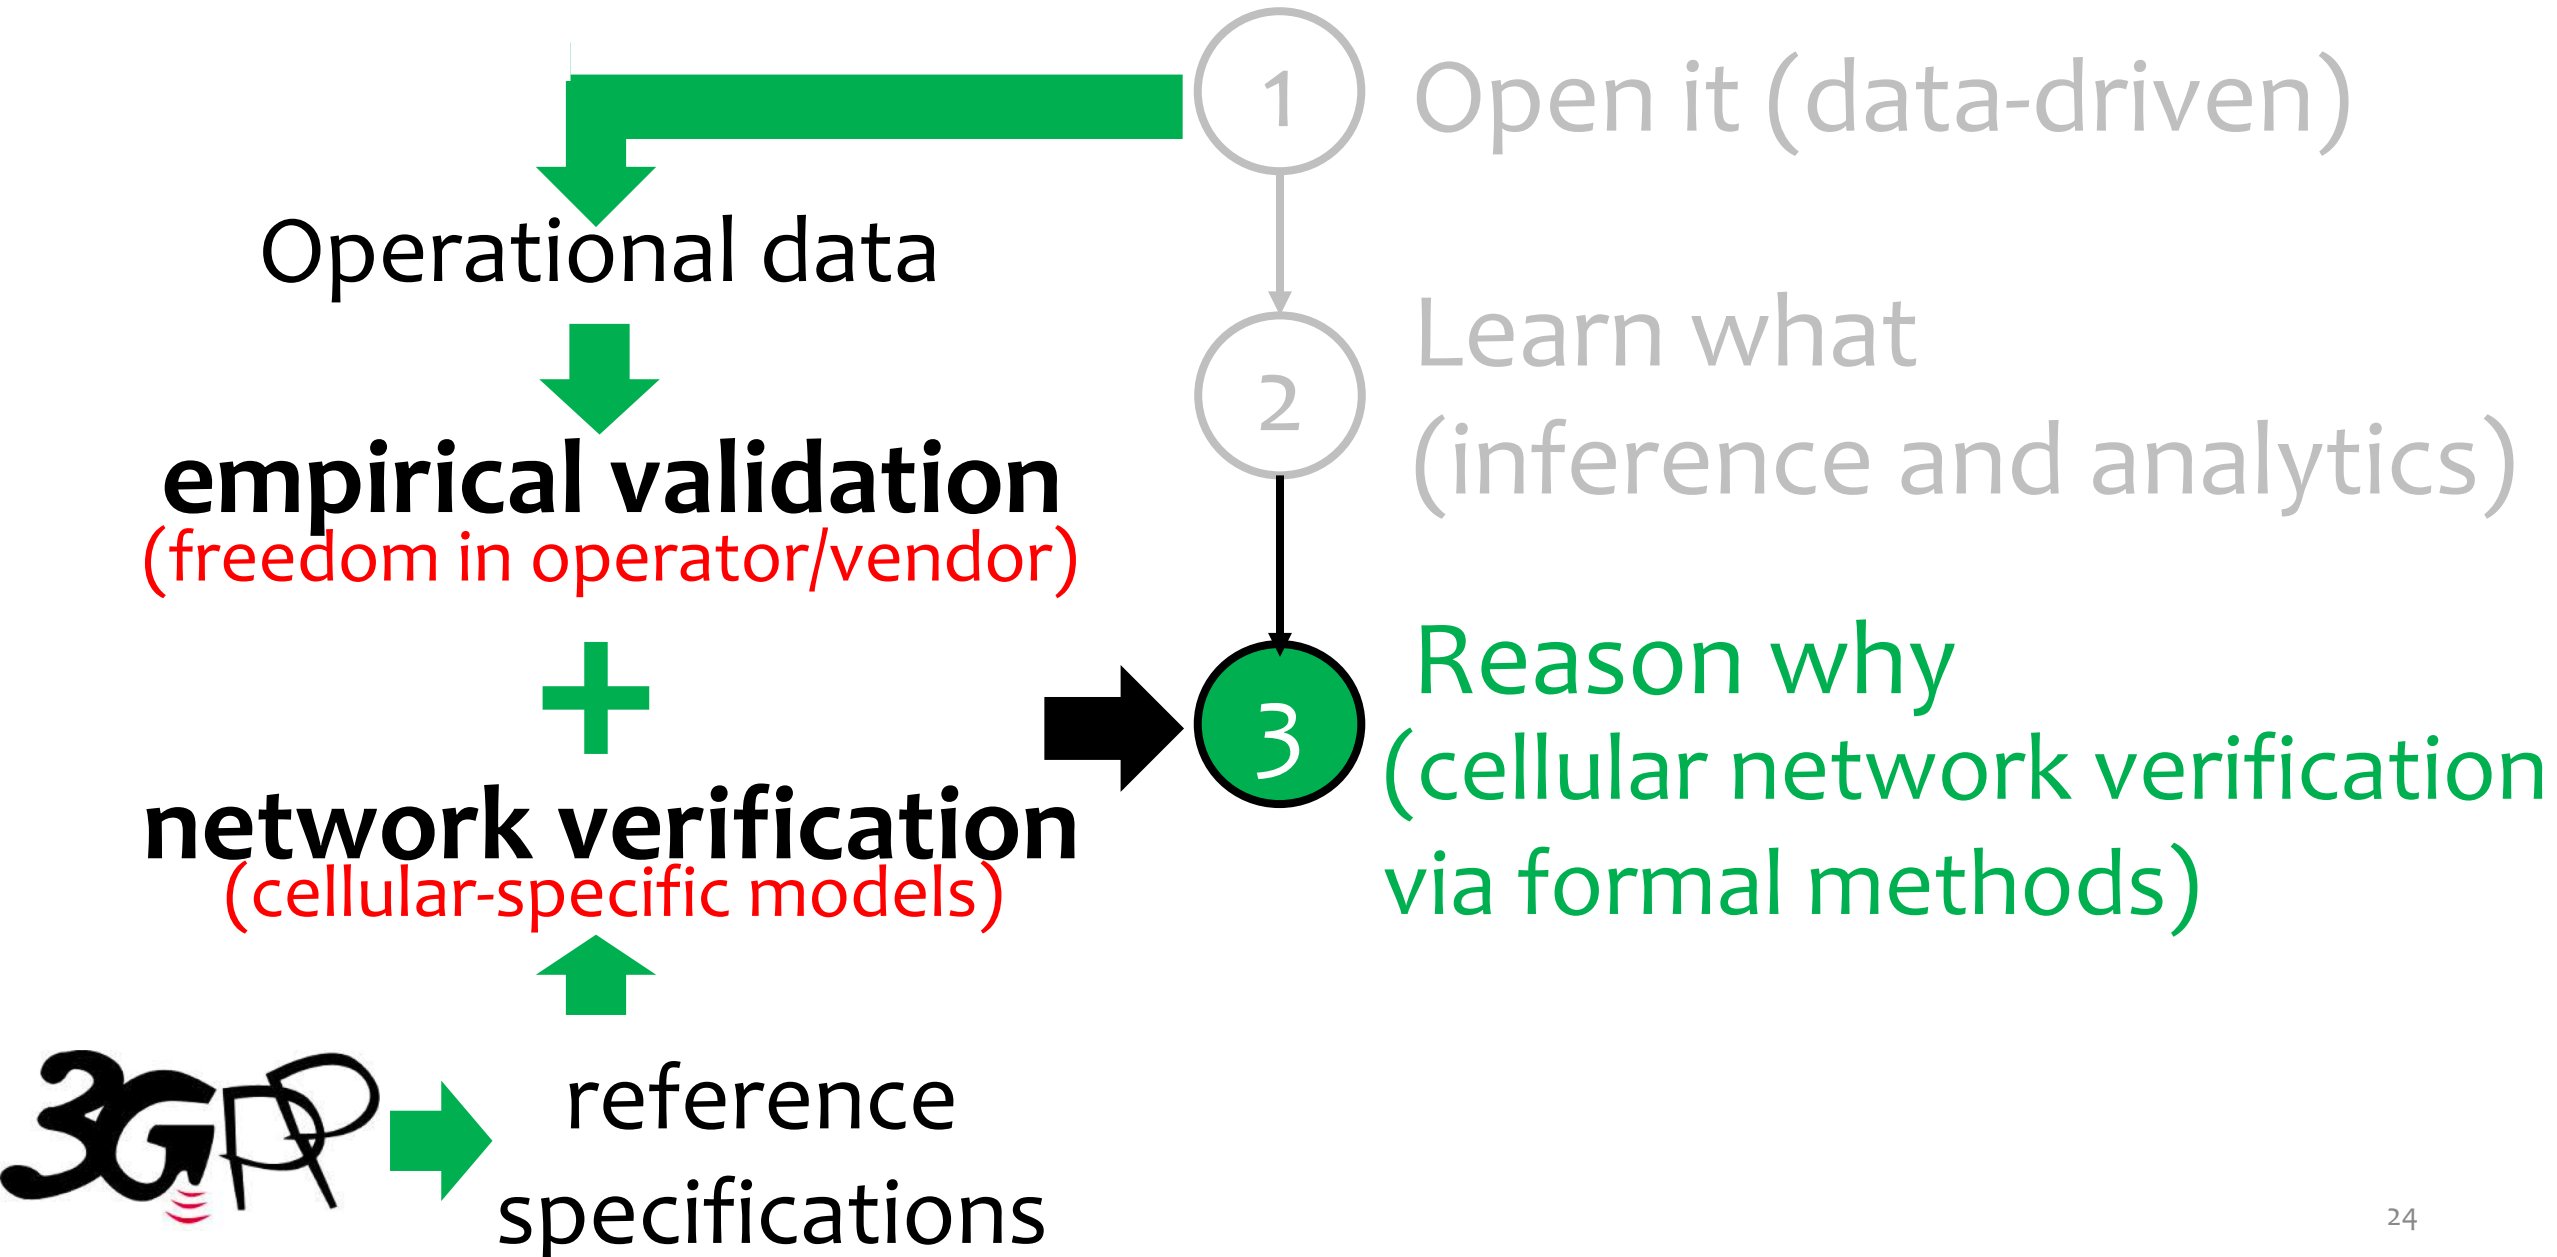 1
Open it (data-driven)
Operational data
2
Learn what
(inference and analytics)
empirical validation
(freedom in operator/vendor)
+
3
Reason why
(cellular network verification
via formal methods)
network verification
(cellular-specific models)
3GPP
reference
specifications
24